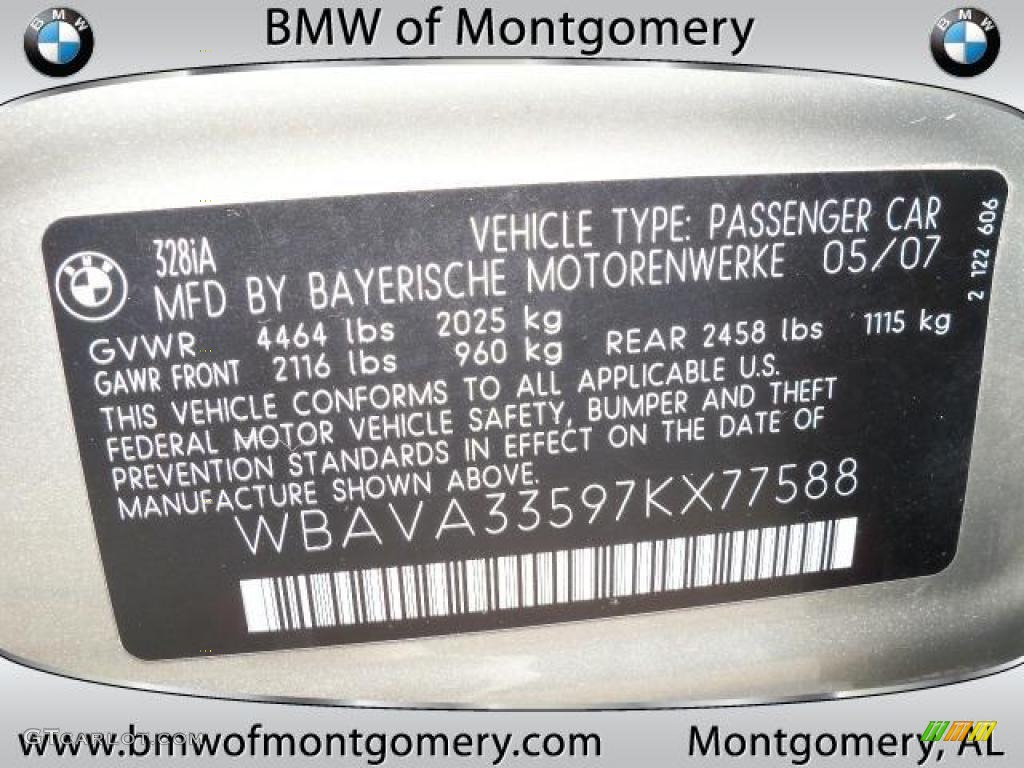 BMW of Montgomery
BMW
BMW
328iA
VEHICLE TYPE: PASSENGER CAR
MFD BY BAYERISCHE MOTORENWERKE 05/07
2 122 606
GVWR 4464 lbs 2025 kg
GAWR FRONT 2116 lbs 960 kg REAR 2458 lbs 1115 kg
THIS VEHICLE CONFORMS TO ALL APPLICABLE U.S.
FEDERAL MOTOR VEHICLE SAFETY, BUMPER AND THEFT
PREVENTION STANDARDS IN EFFECT ON THE DATE OF
MANUFACTURE SHOWN ABOVE.
WBAVA33597KX77588
www.bmwofmontgomery.com
Montgomery, AL
GTCarLot.com